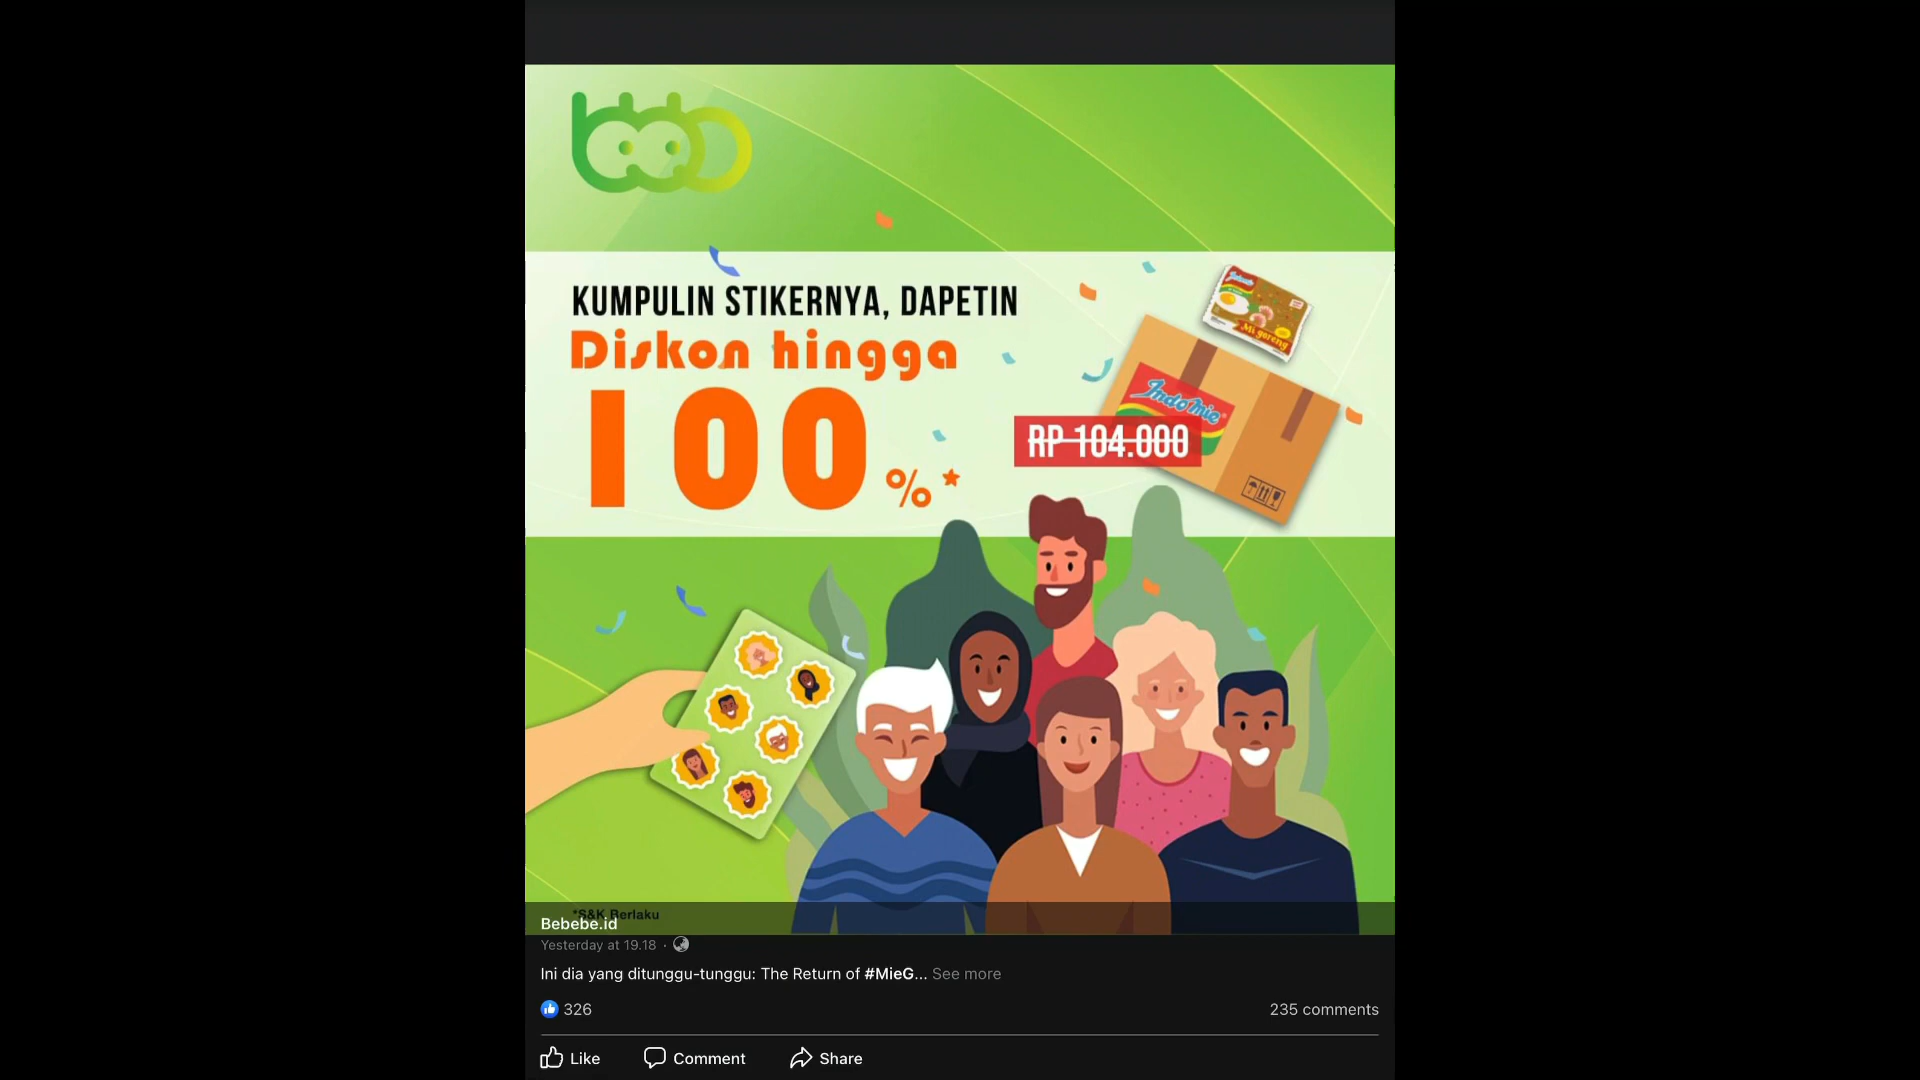 KUMPULIN STIKERNYA, DAPETIN
Diskon hingga
100%*
Indomie
Mi goreng
Indomie
RP 104.000
*S&K Berlaku
Bebebe.id
Yesterday at 19.18 ·
Ini dia yang ditunggu-tunggu: The Return of #MieG... See more
326
235 comments
Like
Comment
Share